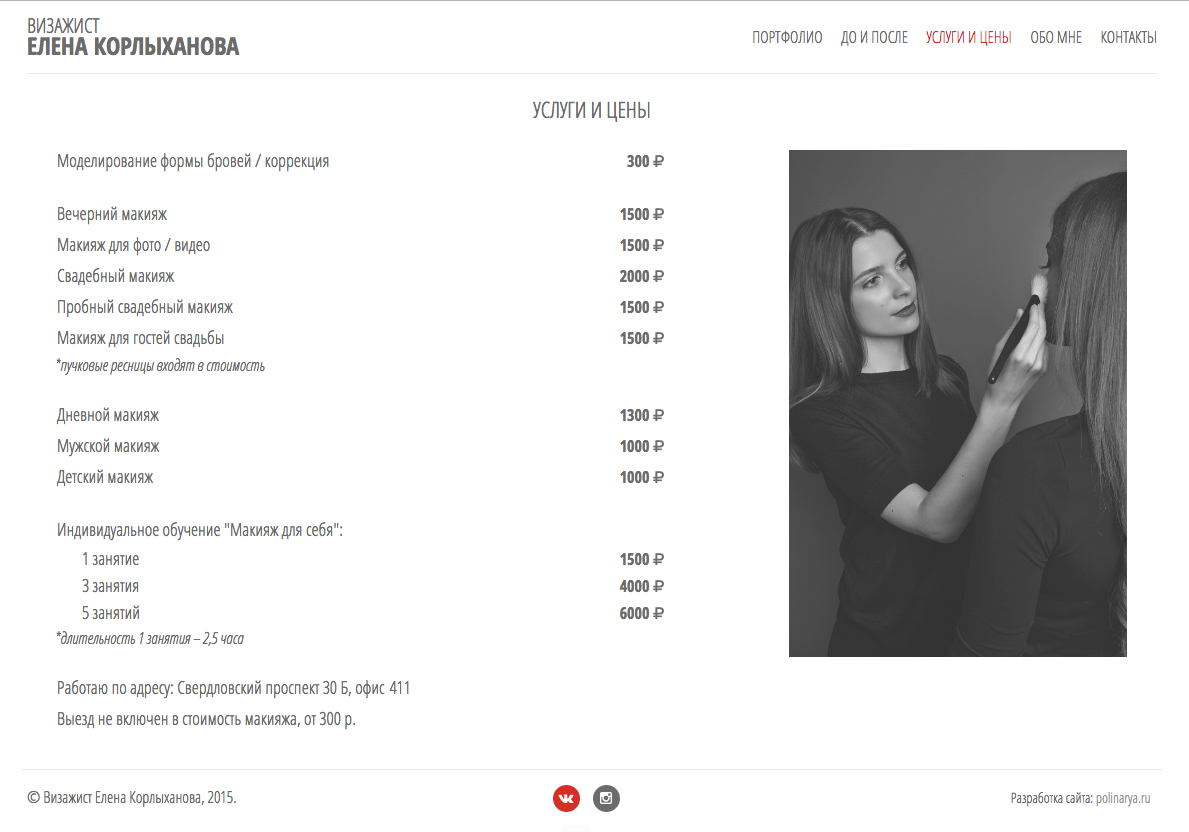 ВИЗАЖИСТ
ЕЛЕНА КОРЛЫХАНОВА
ПОРТФОЛИО ДО И ПОСЛЕ УСЛУГИ И ЦЕНЫ ОБО МНЕ КОНТАКТЫ
УСЛУГИ И ЦЕНЫ
Моделирование формы бровей / коррекция 300 ₽
Вечерний макияж 1500 ₽
Макияж для фото / видео 1500 ₽
Свадебный макияж 2000 ₽
Пробный свадебный макияж 1500 ₽
Макияж для гостей свадьбы 1500 ₽
*пучковые ресницы входят в стоимость
Дневной макияж 1300 ₽
Мужской макияж 1000 ₽
Детский макияж 1000 ₽
Индивидуальное обучение "Макияж для себя":
1 занятие 1500 ₽
3 занятия 4000 ₽
5 занятий 6000 ₽
*длительность 1 занятия – 2,5 часа
Работаю по адресу: Свердловский проспект 30 Б, офис 411
Выезд не включен в стоимость макияжа, от 300 р.
© Визажист Елена Корлыханова, 2015. Разработка сайта: polinarya.ru